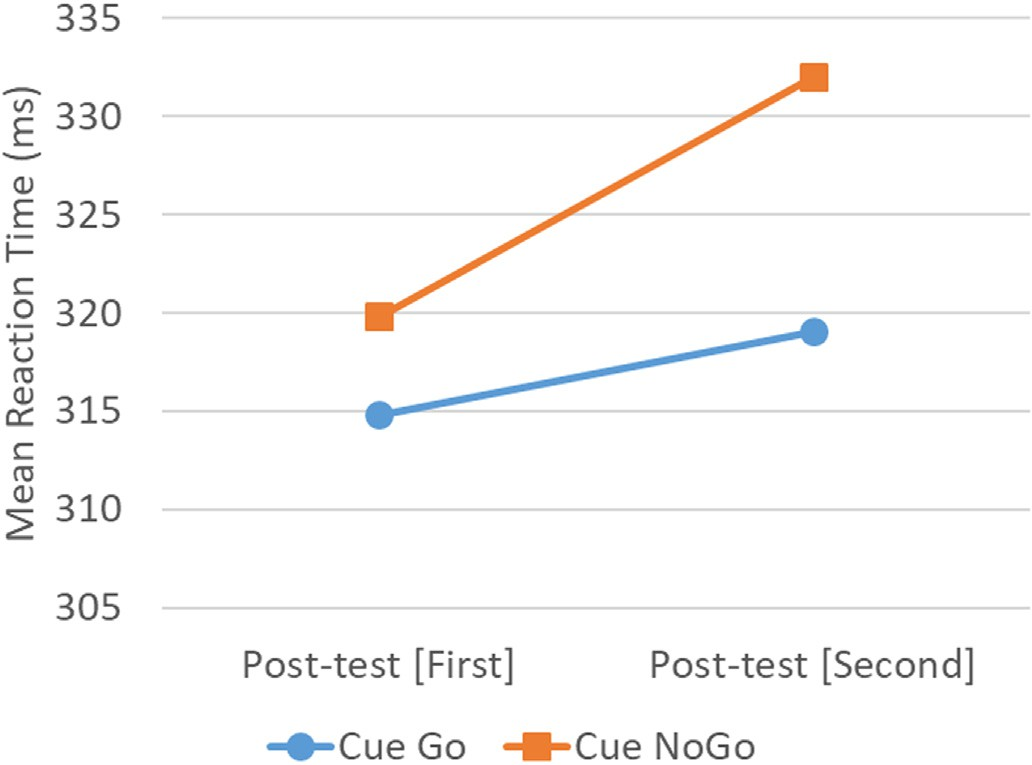 Mean Reaction Time (ms)
335
330
325
320
315
310
305
Post-test [First]
Post-test [Second]
Cue Go
Cue NoGo